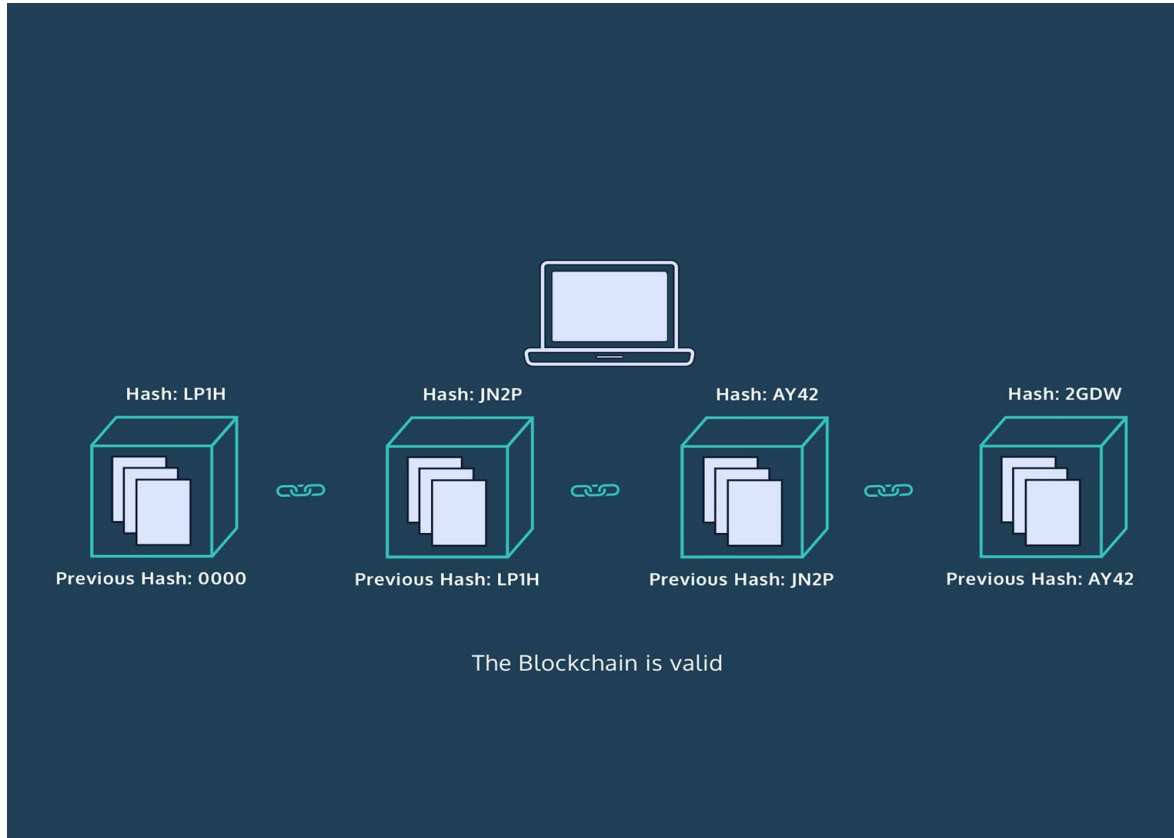 Hash: LP1H
Hash: JN2P
Hash: AY42
Hash: 2GDW
Previous Hash: 0000
Previous Hash: LP1H
Previous Hash: JN2P
Previous Hash: AY42
The Blockchain is valid